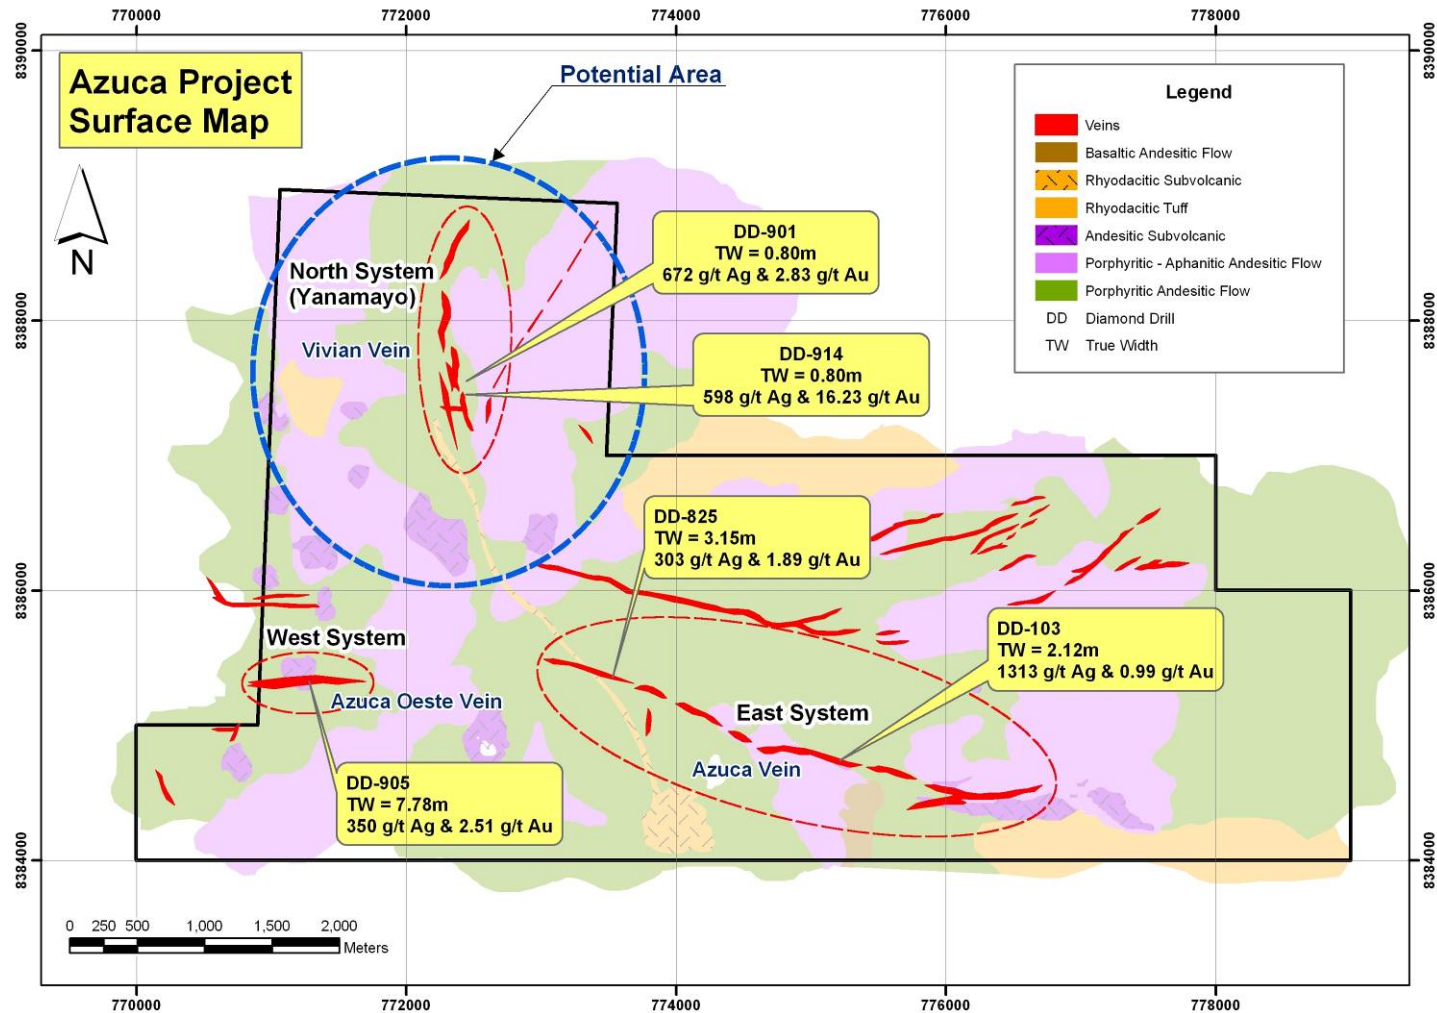 770000
772000
774000
776000
778000
8390000
8390000
Azuca Project
Surface Map
Potential Area
Legend
Veins
Basaltic Andesitic Flow
Rhyodacitic Subvolcanic
Rhyodacitic Tuff
Andesitic Subvolcanic
Porphyritic - Aphanitic Andesitic Flow
Porphyritic Andesitic Flow
DD Diamond Drill
TW True Width
N
North System
(Yanamayo)
Vivian Vein
DD-901
TW = 0.80m
672 g/t Ag & 2.83 g/t Au
8388000
8388000
DD-914
TW = 0.80m
598 g/t Ag & 16.23 g/t Au
DD-825
TW = 3.15m
303 g/t Ag & 1.89 g/t Au
8386000
8386000
West System
Azuca Oeste Vein
DD-103
TW = 2.12m
1313 g/t Ag & 0.99 g/t Au
East System
Azuca Vein
DD-905
TW = 7.78m
350 g/t Ag & 2.51 g/t Au
8384000
8384000
0 250 500 1,000 1,500 2,000
Meters
770000
772000
774000
776000
778000